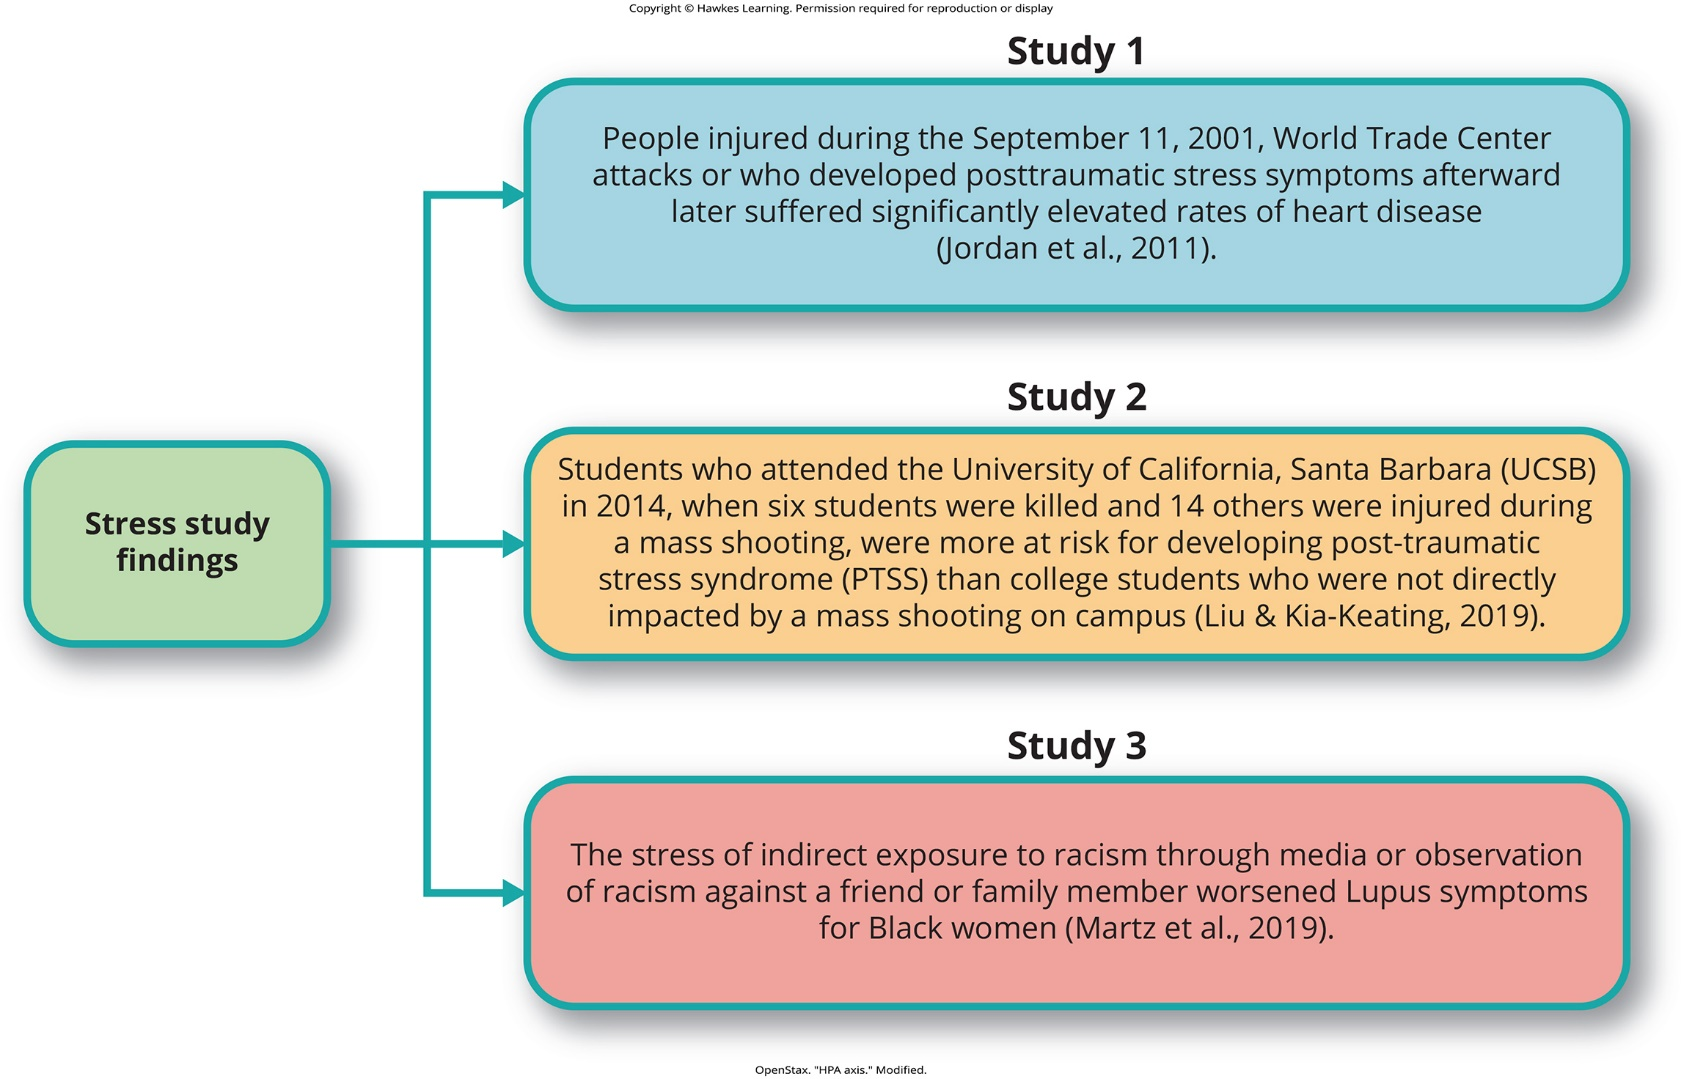 Copyright © Hawkes Learning. Permission required for reproduction or display
Study 1
People injured during the September 11, 2001, World Trade Center
attacks or who developed posttraumatic stress symptoms afterward
later suffered significantly elevated rates of heart disease
(Jordan et al., 2011).
Stress study
findings
Study 2
Students who attended the University of California, Santa Barbara (UCSB)
in 2014, when six students were killed and 14 others were injured during
a mass shooting, were more at risk for developing post-traumatic
stress syndrome (PTSS) than college students who were not directly
impacted by a mass shooting on campus (Liu & Kia-Keating, 2019).
Study 3
The stress of indirect exposure to racism through media or observation
of racism against a friend or family member worsened Lupus symptoms
for Black women (Martz et al., 2019).
OpenStax. "HPA axis." Modified.